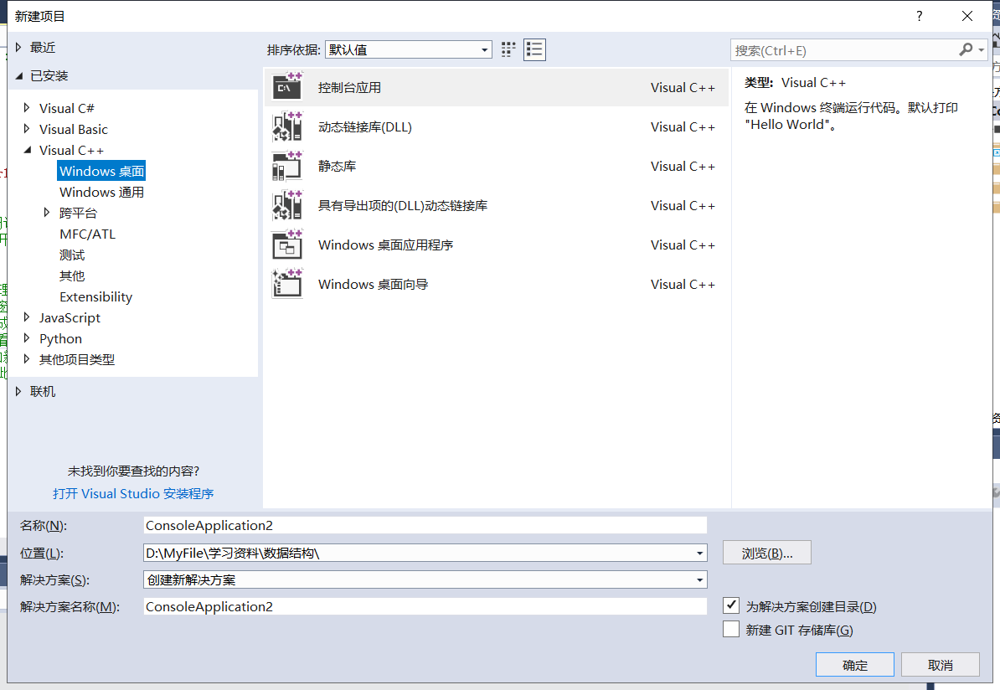 新建项目
?
最近
已安装
Visual C#
Visual Basic
Visual C++
Windows 桌面
Windows 通用
跨平台
MFC/ATL
测试
其他
Extensibility
JavaScript
Python
其他项目类型
联机
未找到你要查找的内容?
打开 Visual Studio 安装程序
排序依据: 默认值
搜索(Ctrl+E)
控制台应用 Visual C++
动态链接库(DLL) Visual C++
静态库 Visual C++
具有导出项的(DLL)动态链接库 Visual C++
Windows 桌面应用程序 Visual C++
Windows 桌面向导 Visual C++
类型: Visual C++
在 Windows 终端运行代码。默认打印
"Hello World"。
名称(N): ConsoleApplication2
位置(L): D:\MyFile\学习资料\数据结构\ 浏览(B)...
解决方案(S): 创建新解决方案
解决方案名称(M): ConsoleApplication2
为解决方案创建目录(D)
新建 GIT 存储库(G)
确定 取消